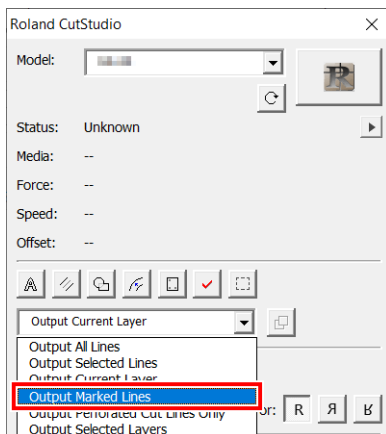 Roland CutStudio
Model:
Status: Unknown
Media: --
Force: --
Speed: --
Offset: --
Output Current Layer
Output All Lines
Output Selected Lines
Output Current Layer
Output Marked Lines
Output Perforated Cut Lines Only
or: R Я ᴚ
Output Selected Layers